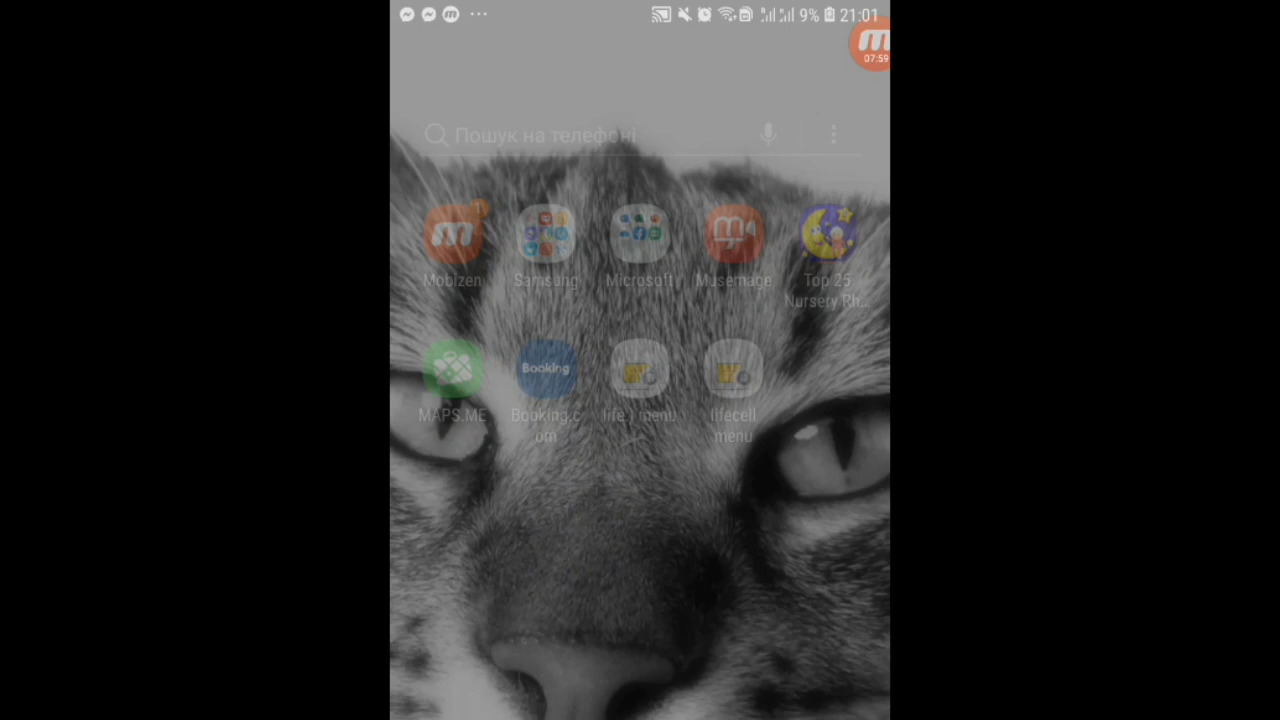 9% 21:01
07:59
Пошук на телефоні
Mobizen Samsung Microsoft Musemage Top 25
Nursery Rh...
Booking
MAPS.ME Booking.c life:) menu lifecell
om menu